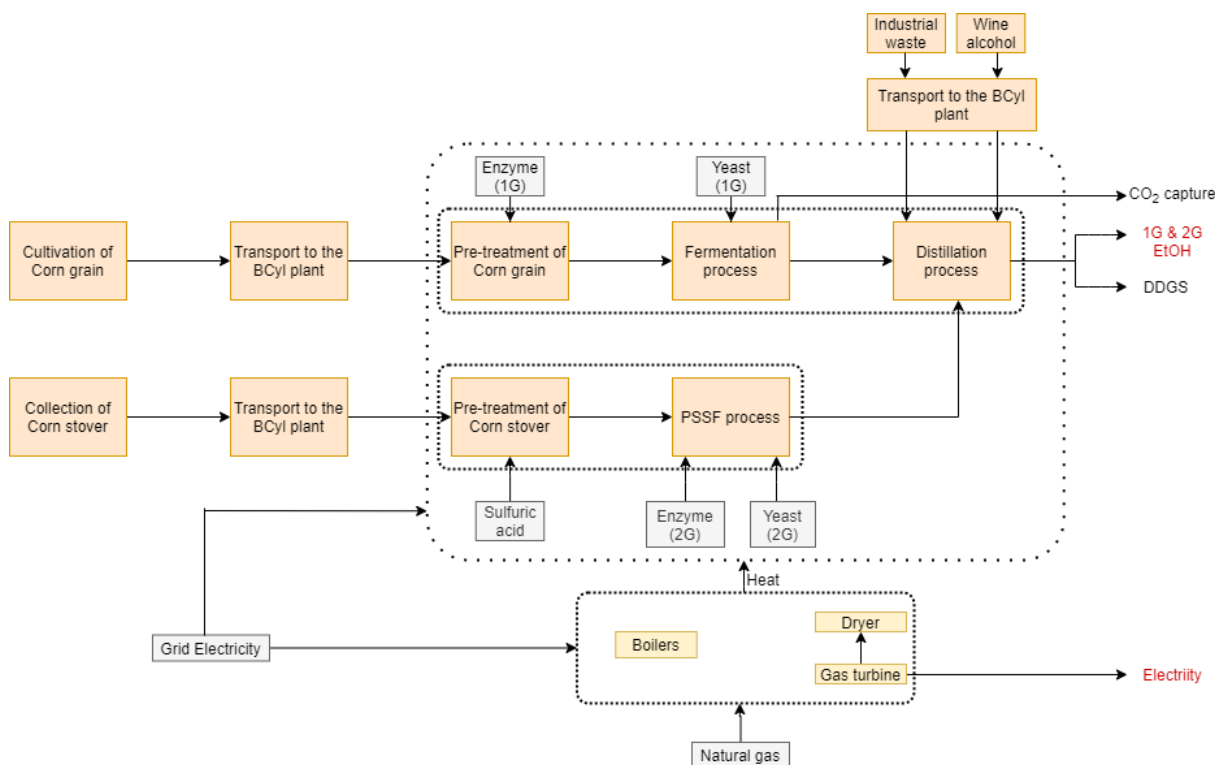 Industrial
waste
Wine
alcohol
Transport to the BCyl
plant
Enzyme
(1G)
Yeast
(1G)
CO2 capture
Cultivation of
Corn grain
Transport to the
BCyl plant
Pre-treatment of
Corn grain
Fermentation
process
Distillation
process
1G & 2G
EtOH
DDGS
Collection of
Corn stover
Transport to the
BCyl plant
Pre-treatment of
Corn stover
PSSF process
Sulfuric
acid
Enzyme
(2G)
Yeast
(2G)
Heat
Grid Electricity
Boilers
Dryer
Gas turbine
Electriity
Natural gas